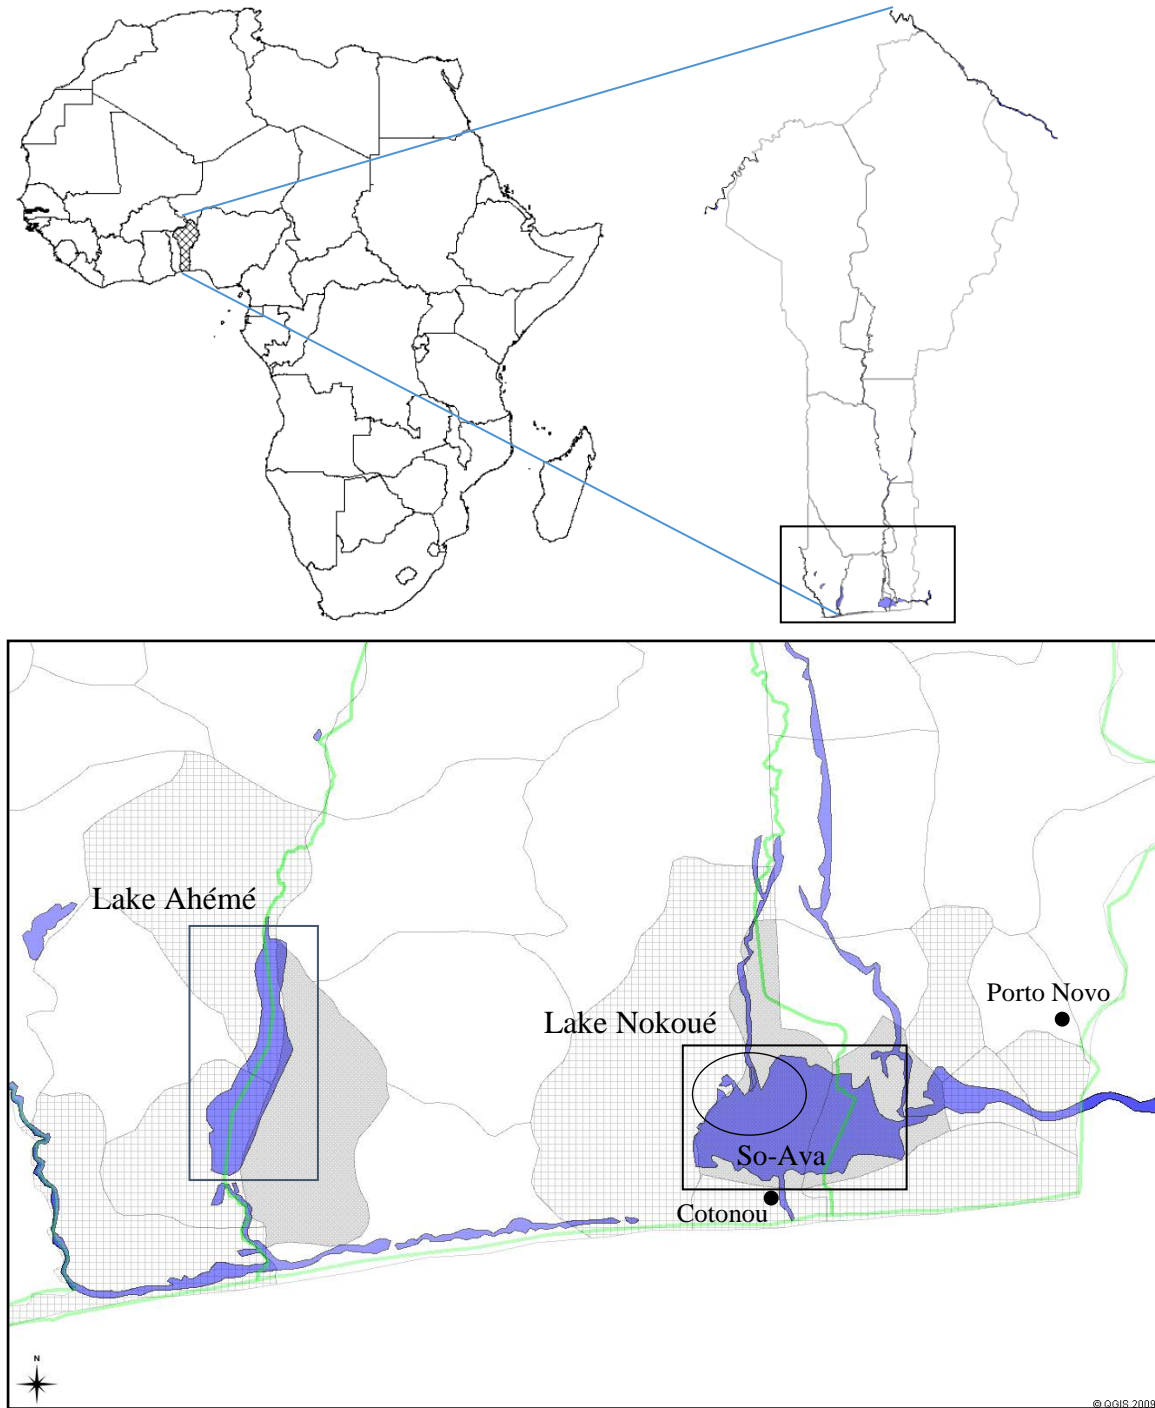 Lake Ahémé
Porto Novo
Lake Nokoué
So-Ava
Cotonou
N
© QGIS 2009